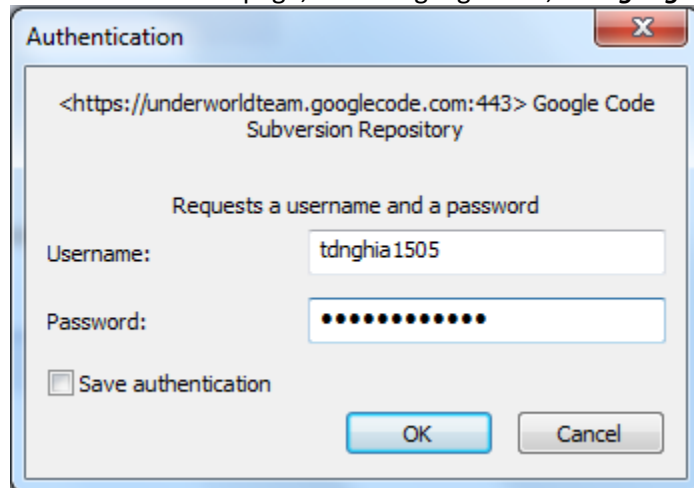 Authentication
<https://underworldteam.googlecode.com:443> Google Code
Subversion Repository
Requests a username and a password
Username:
tdnghia1505
Password:
••••••••••••
Save authentication
OK
Cancel